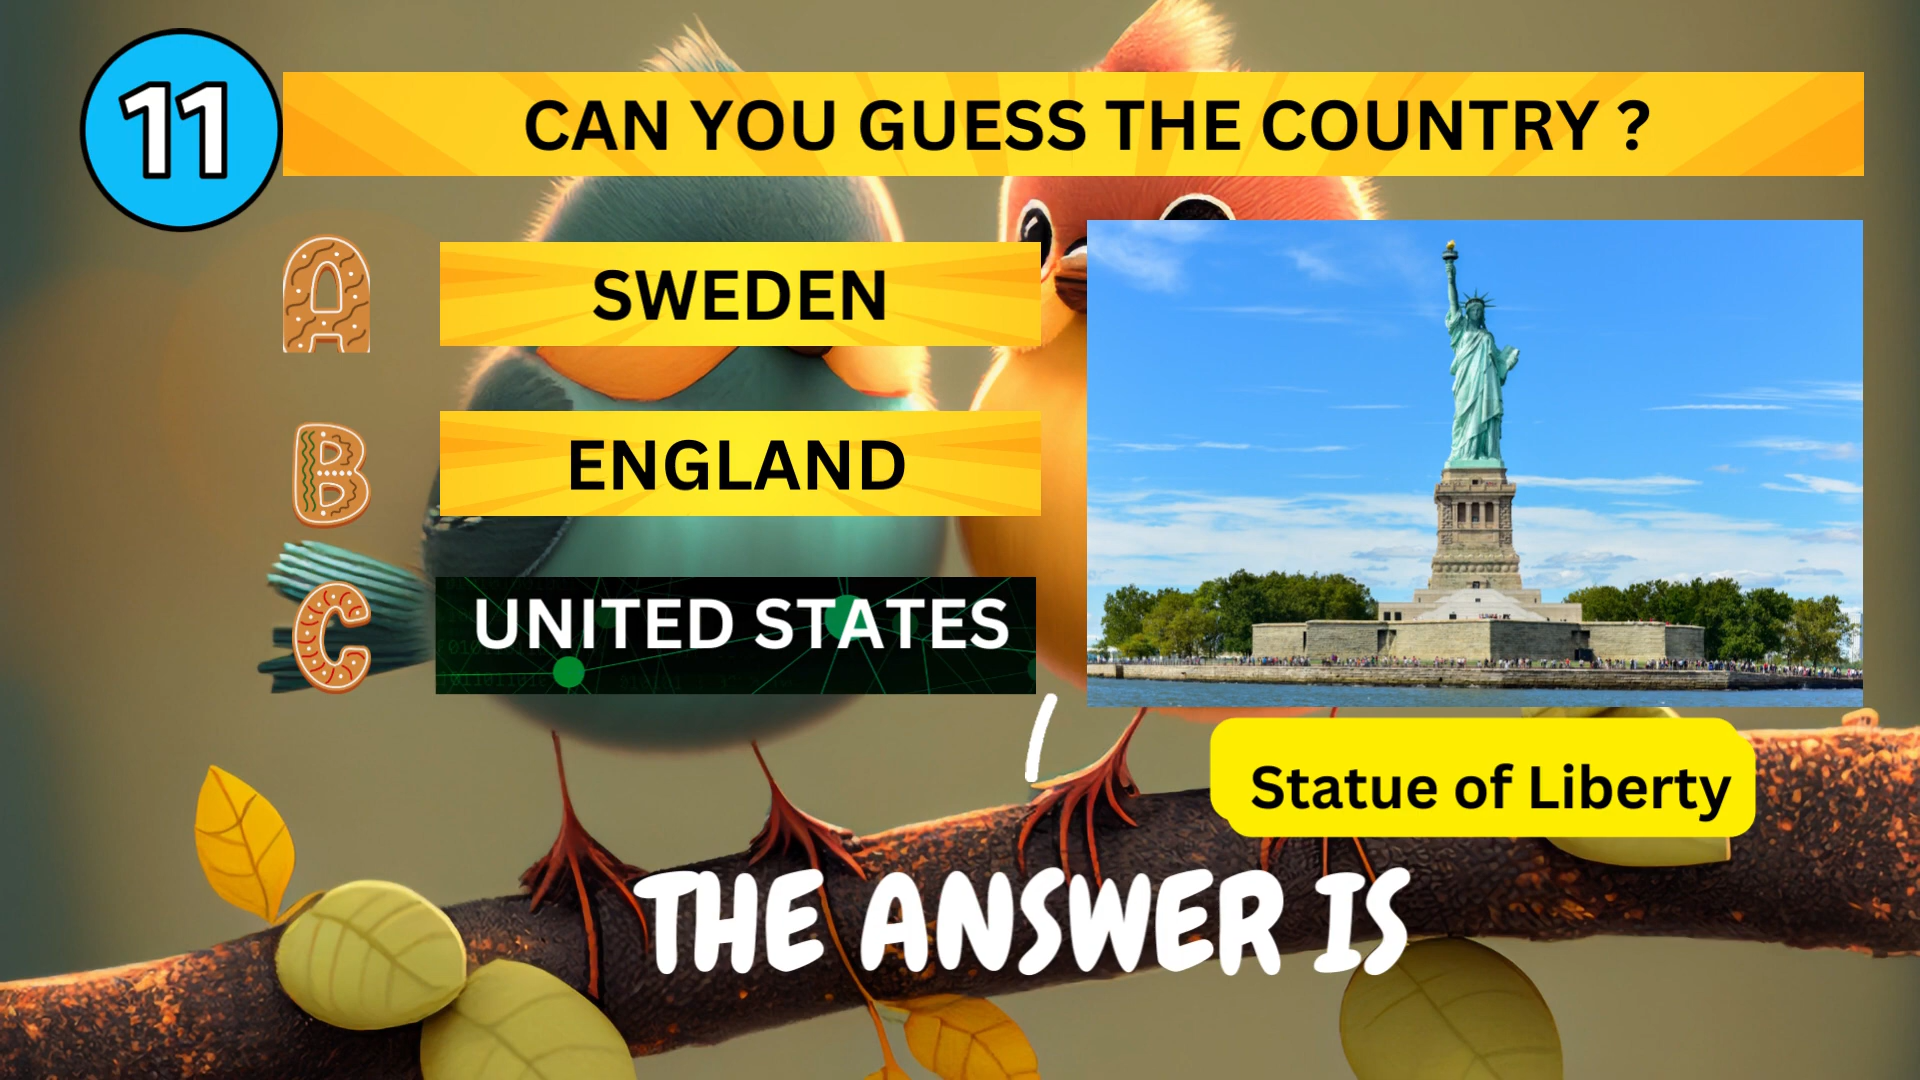 11
CAN YOU GUESS THE COUNTRY ?
A
SWEDEN
B
ENGLAND
C
UNITED STATES
Statue of Liberty
THE ANSWER IS